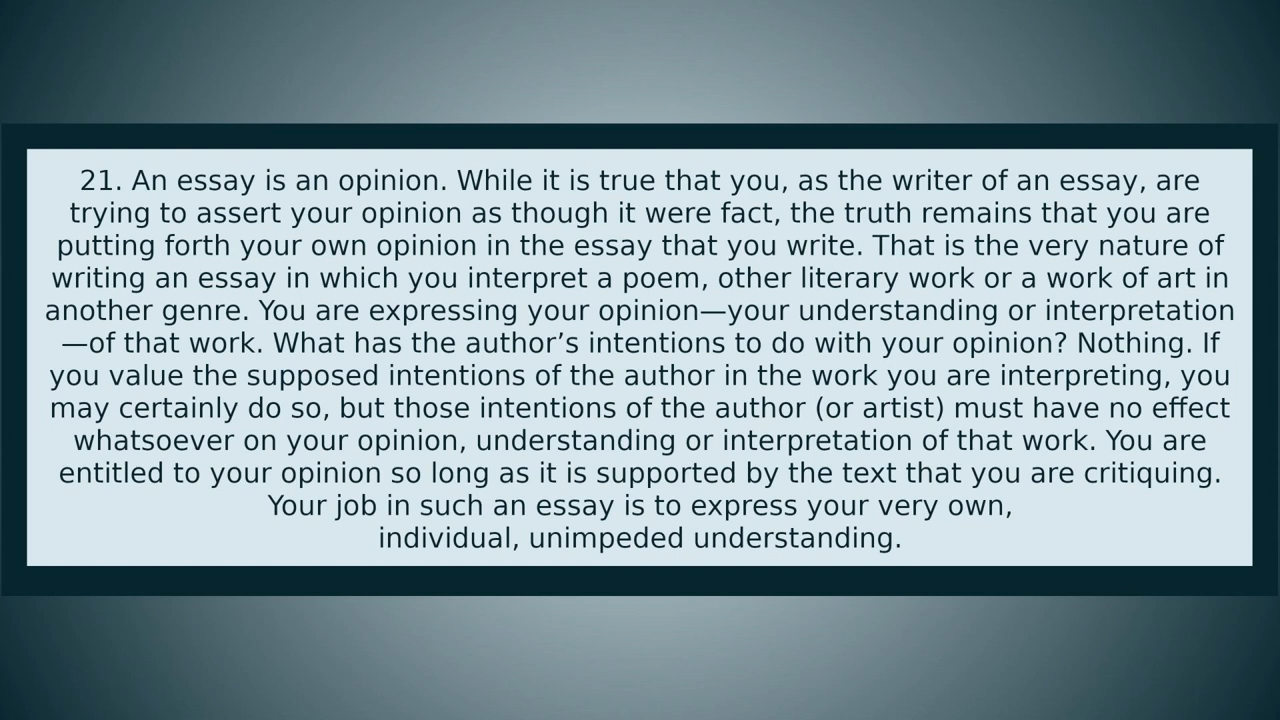 21. An essay is an opinion. While it is true that you, as the writer of an essay, are
trying to assert your opinion as though it were fact, the truth remains that you are
putting forth your own opinion in the essay that you write. That is the very nature of
writing an essay in which you interpret a poem, other literary work or a work of art in
another genre. You are expressing your opinion—your understanding or interpretation
—of that work. What has the author’s intentions to do with your opinion? Nothing. If
you value the supposed intentions of the author in the work you are interpreting, you
may certainly do so, but those intentions of the author (or artist) must have no effect
whatsoever on your opinion, understanding or interpretation of that work. You are
entitled to your opinion so long as it is supported by the text that you are critiquing.
Your job in such an essay is to express your very own,
individual, unimpeded understanding.